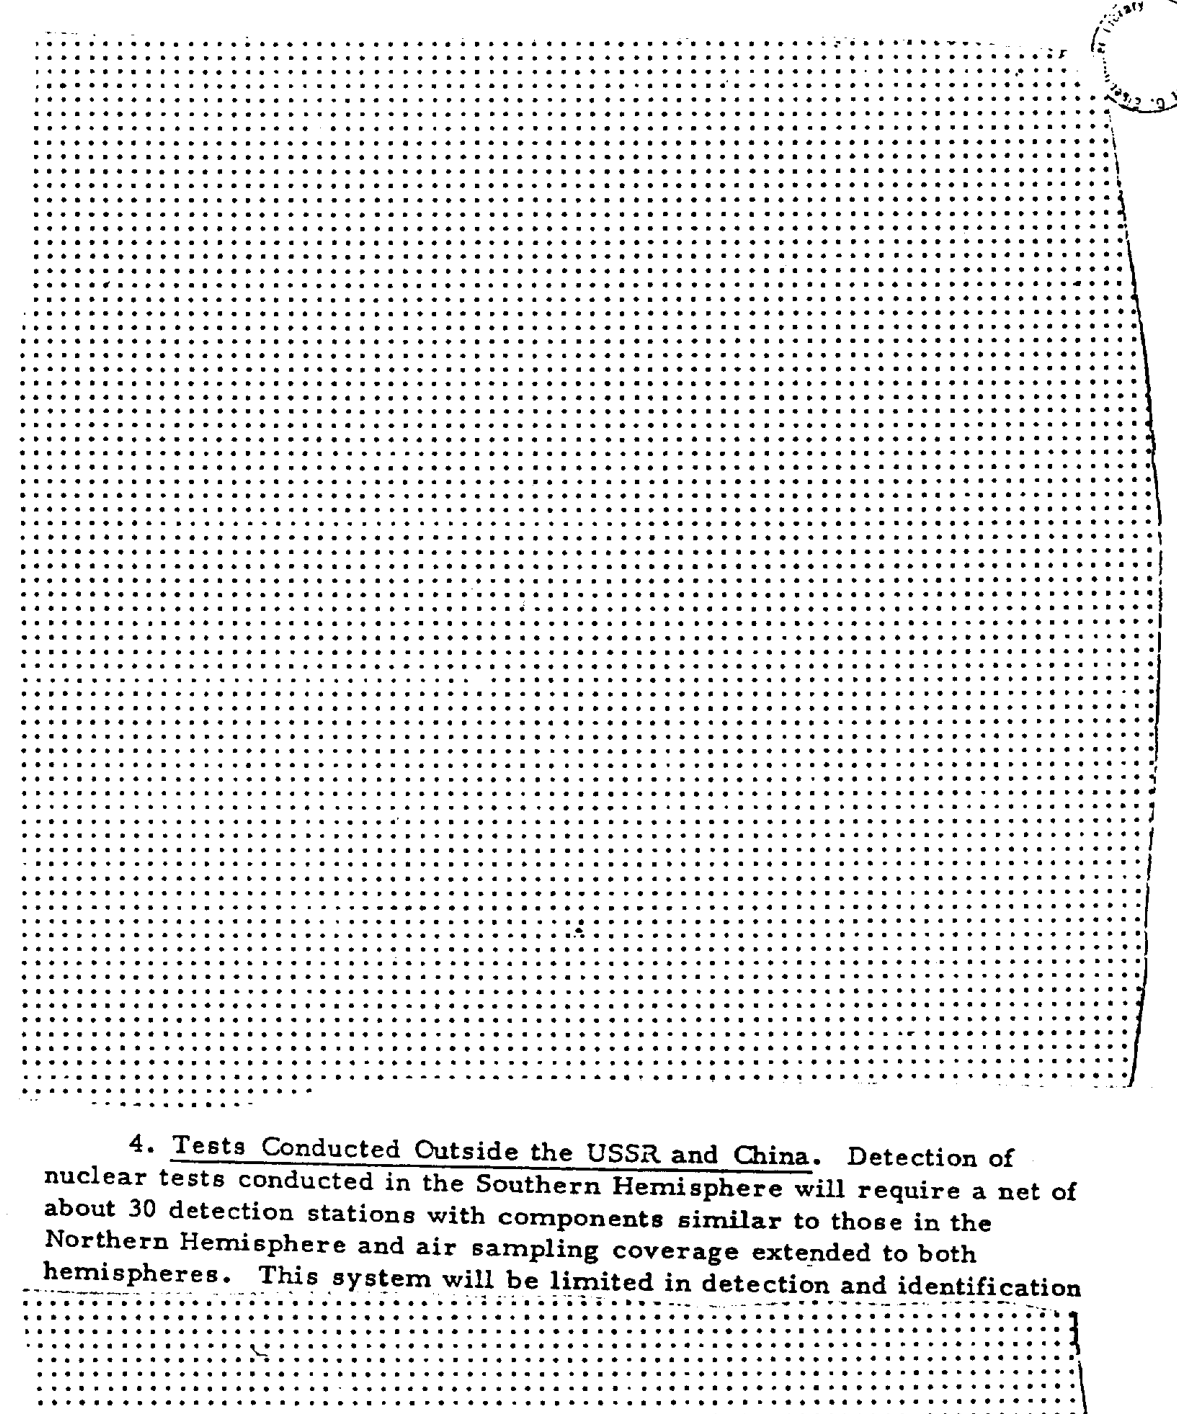 Library
4. Tests Conducted Outside the USSR and China. Detection of
nuclear tests conducted in the Southern Hemisphere will require a net of
about 30 detection stations with components similar to those in the
Northern Hemisphere and air sampling coverage extended to both
hemispheres. This system will be limited in detection and identification